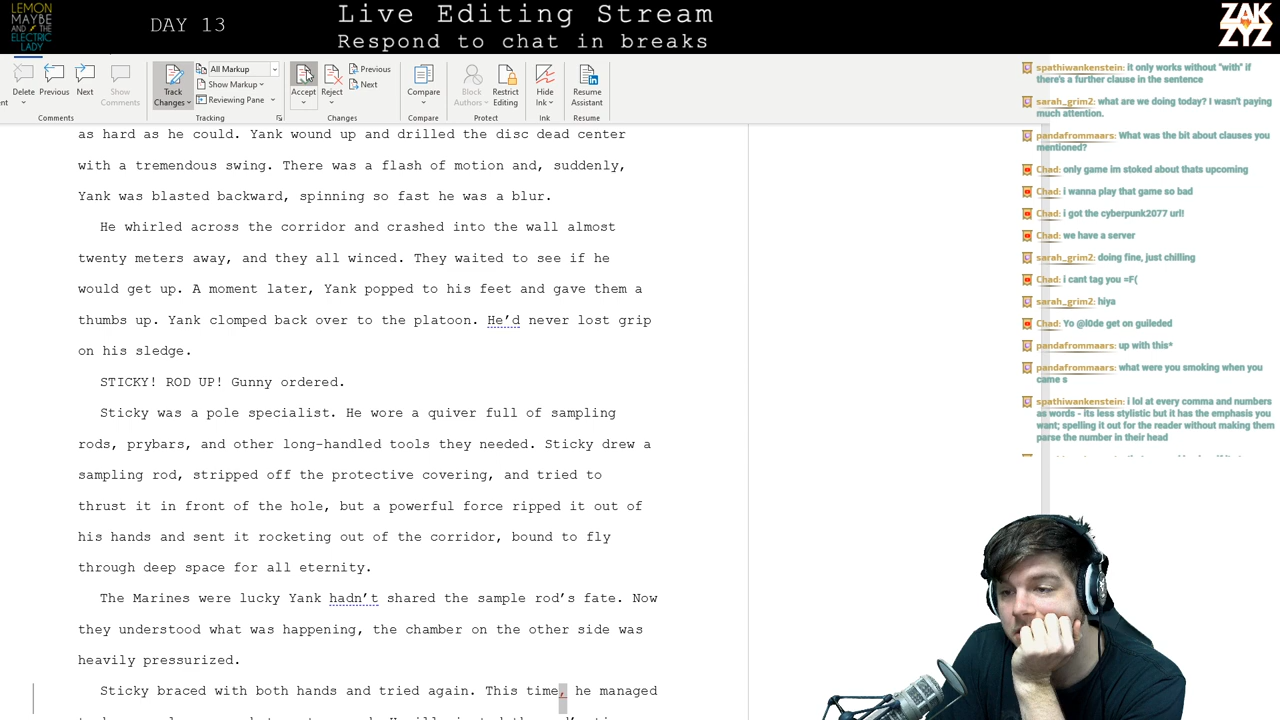 LEMON
MAYBE
AND THE
ELECTRIC
LADY
DAY 13
Live Editing Stream
Respond to chat in breaks
ZAK
ZYZ
Delete
Previous
Next
Show
Comments
Comments
Track
Changes
All Markup
Show Markup
Reviewing Pane
Tracking
Accept
Reject
Previous
Next
Changes
Compare
Compare
Block
Authors
Restrict
Editing
Protect
Hide
Ink
Ink
Resume
Assistant
Resume
as hard as he could. Yank wound up and drilled the disc dead center
with a tremendous swing. There was a flash of motion and, suddenly,
Yank was blasted backward, spinning so fast he was a blur.
He whirled across the corridor and crashed into the wall almost
twenty meters away, and they all winced. They waited to see if he
would get up. A moment later, Yank popped to his feet and gave them a
thumbs up. Yank clomped back over to the platoon. He'd never lost grip
on his sledge.
STICKY! ROD UP! Gunny ordered.
Sticky was a pole specialist. He wore a quiver full of sampling
rods, prybars, and other long-handled tools they needed. Sticky drew a
sampling rod, stripped off the protective covering, and tried to
thrust it in front of the hole, but a powerful force ripped it out of
his hands and sent it rocketing out of the corridor, bound to fly
through deep space for all eternity.
The Marines were lucky Yank hadn't shared the sample rod's fate. Now
they understood what was happening, the chamber on the other side was
heavily pressurized.
Sticky braced with both hands and tried again. This time, he managed
spathiwankenstein: it only works without "with" if
there's a further clause in the sentence
sarah_grim2: what are we doing today? I wasn't paying
much attention.
pandafrommaars: What was the bit about clauses you
mentioned?
Chad: only game im stoked about thats upcoming
Chad: i wanna play that game so bad
Chad: i got the cyberpunk2077 url!
Chad: we have a server
sarah_grim2: doing fine, just chilling
Chad: i cant tag you =F(
sarah_grim2: hiya
Chad: Yo @l0de get on guileded
pandafrommaars: up with this*
pandafrommaars: what were you smoking when you
came s
spathiwankenstein: i lol at every comma and numbers
as words - its less stylistic but it has the emphasis you
want; spelling it out for the reader without making them
parse the number in their head